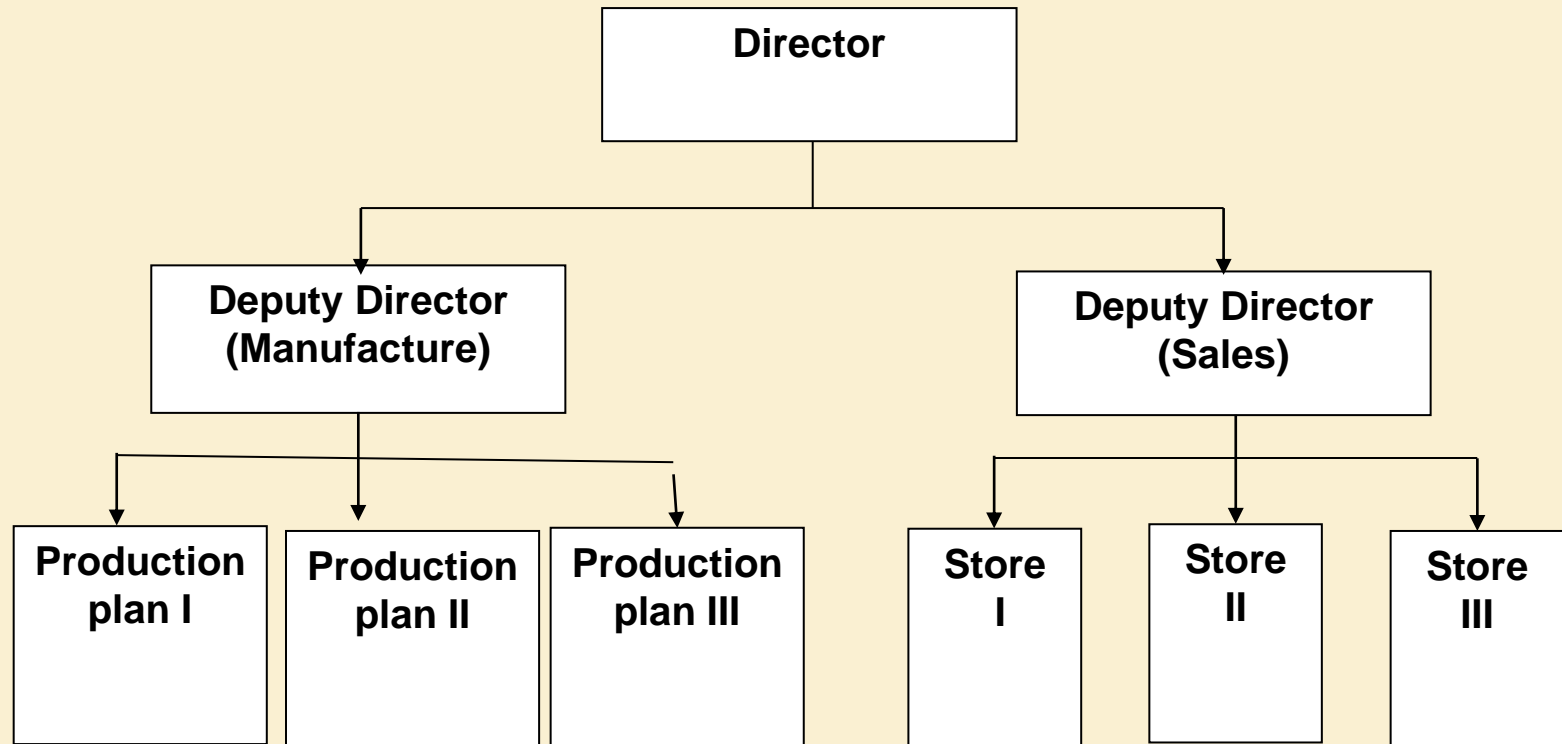 Director
Deputy Director
(Manufacture)
Deputy Director
(Sales)
Production
plan I
Production
plan II
Production
plan III
Store
I
Store
II
Store
III